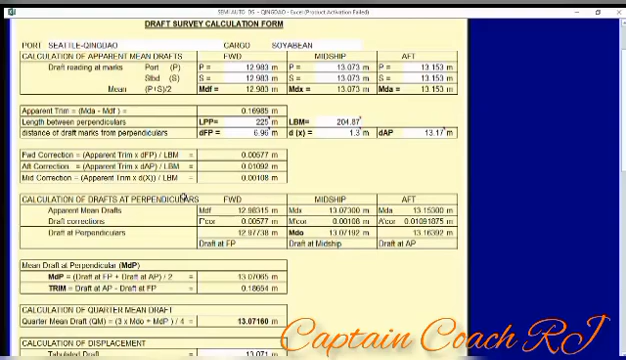 SEMI AUTO DS - QINGDAO - Excel (Product Activation Failed)
DRAFT SURVEY CALCULATION FORM
PORT SEATTLE-QINGDAO CARGO SOYABEAN
CALCULATION OF APPARENT MEAN DRAFTS FWD MIDSHIP AFT
Draft reading at marks Port (P) P = 12.983 m P = 13.073 m P = 13.153 m
Stbd (S) S = 12.983 m S = 13.073 m S = 13.153 m
Mean (P+S)/2 Mdf = 12.983 m Mdx = 13.073 m Mda = 13.153 m
Apparent Trim = (Mda - Mdf ) = 0.16985 m
Length between perpendiculars LPP= 225 m LBM= 204.87
distance of draft marks from perpendiculars dFP = 6.96 m d (x) = 1.3 m dAP 13.17 m
Fwd Correction = (Apparent Trim x dFP) / LBM 0.00577 m
Aft Correction = (Apparent Trim x dAP) / LBM 0.01092 m
Mid Correction = (Apparent Trim x d(X)) / LBM 0.00108 m
CALCULATION OF DRAFTS AT PERPENDICULARS FWD MIDSHIP AFT
Apparent Mean Drafts Mdf 12.98315 m Mdx 13.07300 m Mda 13.15300 m
Draft corrections F'cor 0.00577 m M'cor 0.00108 m A'cor 0.01091875 m
Draft at Perpendiculars 12.97738 m Mdo 13.07192 m 13.16392 m
Draft at FP Draft at Midship Draft at AP
Mean Draft at Perpendicular (MdP)
MdP = (Draft at FP + Draft at AP) / 2 13.07065 m
TRIM = Draft at AP - Draft at FP 0.18654 m
CALCULATION OF QUARTER MEAN DRAFT
Quarter Mean Draft (QM) = (3 x Mdo + MdP ) / 4 = 13.07160 m
CALCULATION OF DISPLACEMENT
Tabulated Draft 13.071
Captain Coach RJ